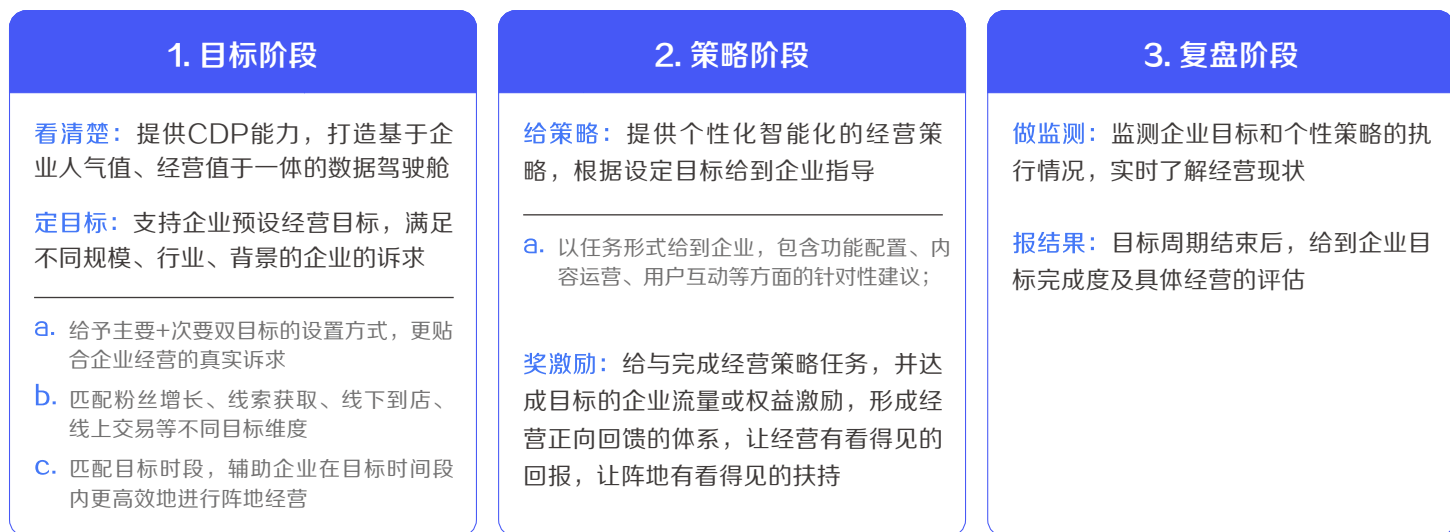 1. 目标阶段
看清楚：提供CDP能力，打造基于企
业人气值、经营值于一体的数据驾驶舱
定目标：支持企业预设经营目标，满足
不同规模、行业、背景的企业的诉求
a. 给予主要+次要双目标的设置方式，更贴
合企业经营的真实诉求
b. 匹配粉丝增长、线索获取、线下到店、
线上交易等不同目标维度
c. 匹配目标时段，辅助企业在目标时间段
内更高效地进行阵地经营
2. 策略阶段
给策略：提供个性化智能化的经营策
略，根据设定目标给到企业指导
a. 以任务形式给到企业，包含功能配置、内
容运营、用户互动等方面的针对性建议；
奖激励：给与完成经营策略任务，并达
成目标的企业流量或权益激励，形成经
营正向回馈的体系，让经营有看得见的
回报，让阵地有看得见的扶持
3. 复盘阶段
做监测：监测企业目标和个性策略的执
行情况，实时了解经营现状
报结果：目标周期结束后，给到企业目
标完成度及具体经营的评估